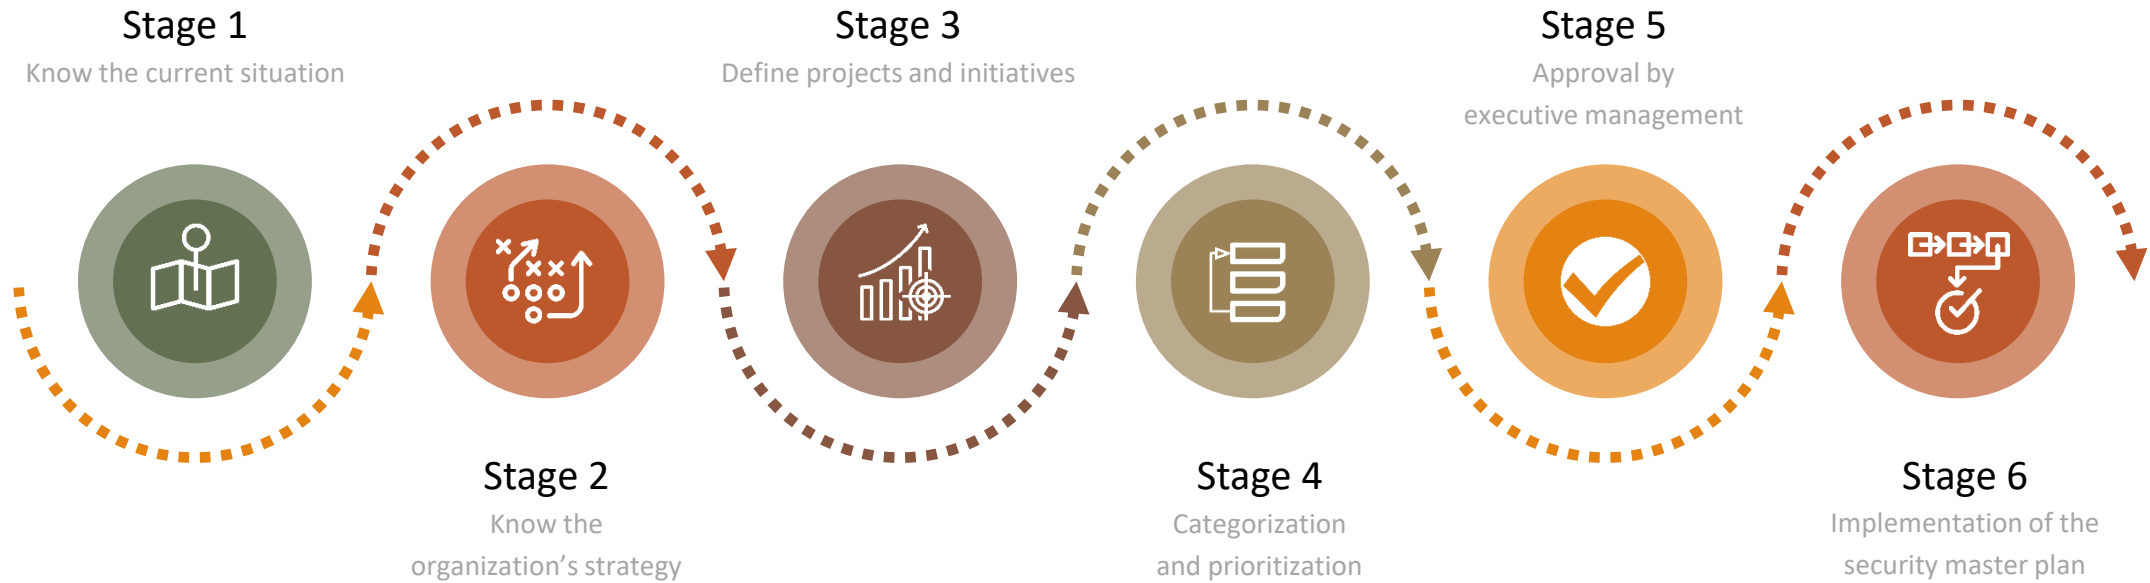 Stage 1
Know the current situation
Stage 2
Know the
organization’s strategy
Stage 3
Define projects and initiatives
Stage 4
Categorization
and prioritization
Stage 5
Approval by
executive management
Stage 6
Implementation of the
security master plan